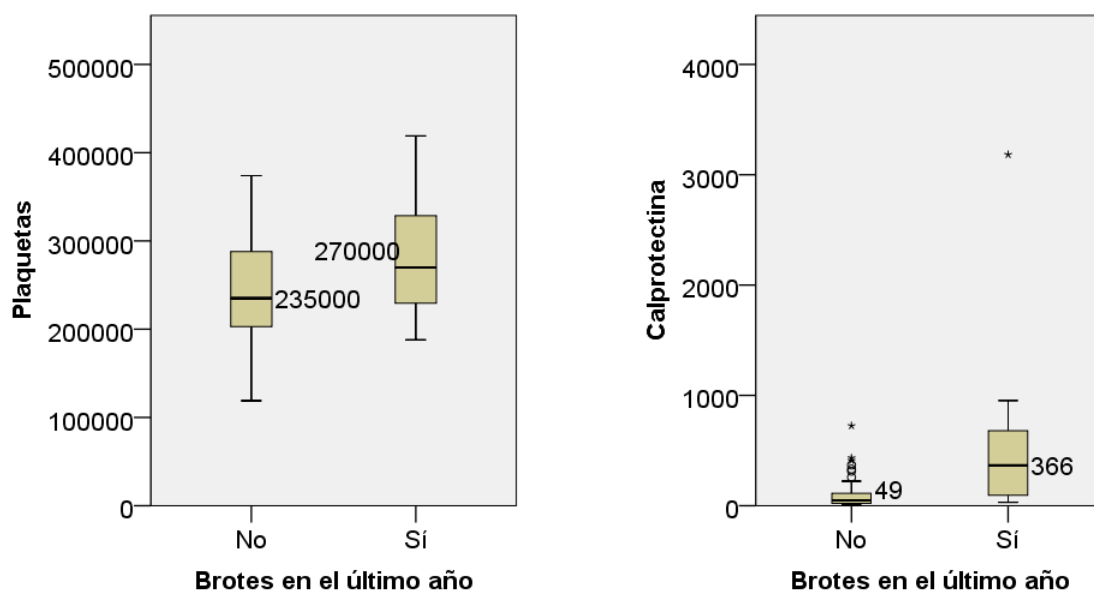 Plaquetas
500000
400000
300000
200000
100000
0
270000
235000
No
Sí
Brotes en el último año
Calprotectina
4000
3000
2000
1000
0
49
366
No
Sí
Brotes en el último año